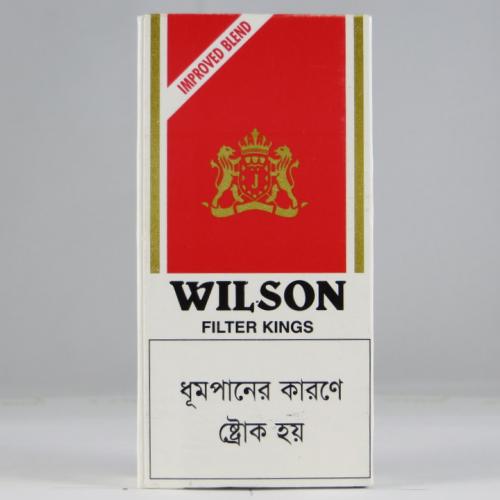 IMPROVED BLEND
J
WILSON
FILTER KINGS
ধূমপানের কারণে
ষ্ট্রোক হয়